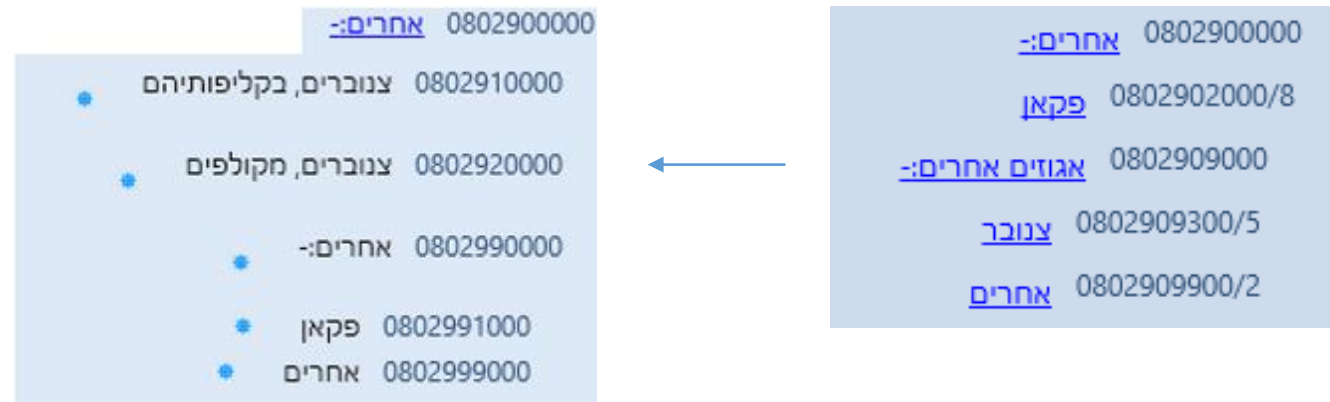 0802900000 אחרים:-
0802902000/8 פקאן
0802909000 אגוזים אחרים:-
0802909300/5 צנובר
0802909900/2 אחרים
0802900000 אחרים:-
0802910000 צנוברים, בקליפותיהם
0802920000 צנוברים, מקולפים
0802990000 אחרים:-
0802991000 פקאן
0802999000 אחרים